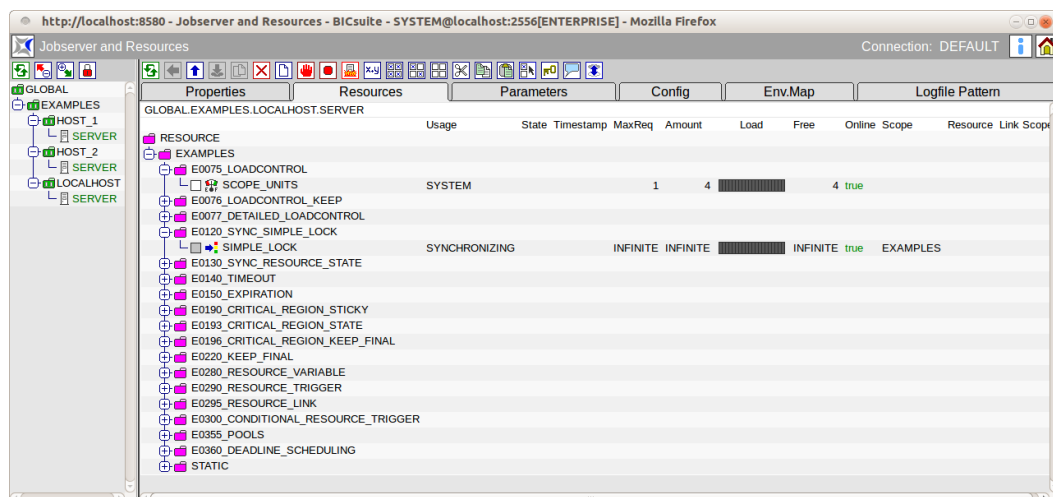 http://localhost:8580 - Jobserver and Resources - BICsuite - SYSTEM@localhost:2556[ENTERPRISE] - Mozilla Firefox
Jobserver and Resources Connection: DEFAULT
GLOBAL
EXAMPLES
HOST_1
SERVER
HOST_2
SERVER
LOCALHOST
SERVER
Properties Resources Parameters Config Env.Map Logfile Pattern
GLOBAL.EXAMPLES.LOCALHOST.SERVER
Usage State Timestamp MaxReq Amount Load Free Online Scope Resource Link Scope
RESOURCE
EXAMPLES
E0075_LOADCONTROL
SCOPE_UNITS SYSTEM 1 4 4 true
E0076_LOADCONTROL_KEEP
E0077_DETAILED_LOADCONTROL
E0120_SYNC_SIMPLE_LOCK
SIMPLE_LOCK SYNCHRONIZING INFINITE INFINITE INFINITE true EXAMPLES
E0130_SYNC_RESOURCE_STATE
E0140_TIMEOUT
E0150_EXPIRATION
E0190_CRITICAL_REGION_STICKY
E0193_CRITICAL_REGION_STATE
E0196_CRITICAL_REGION_KEEP_FINAL
E0220_KEEP_FINAL
E0280_RESOURCE_VARIABLE
E0290_RESOURCE_TRIGGER
E0295_RESOURCE_LINK
E0300_CONDITIONAL_RESOURCE_TRIGGER
E0355_POOLS
E0360_DEADLINE_SCHEDULING
STATIC